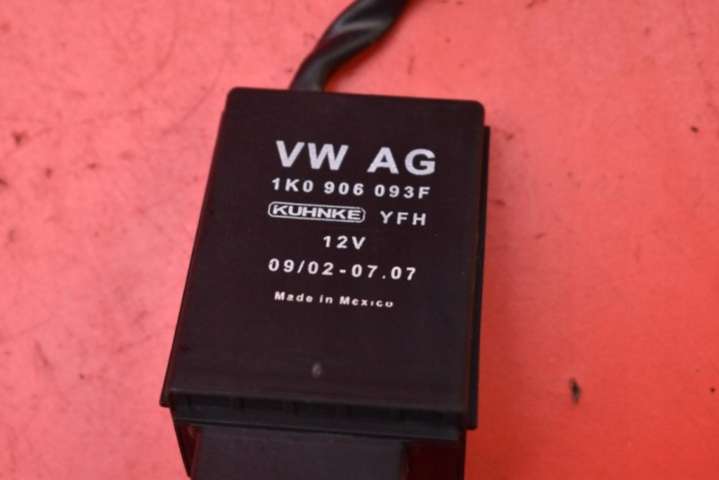 VW AG
1K0 906 093F
KUHNKE YFH
12V
09/02-07.07
Made in Mexico